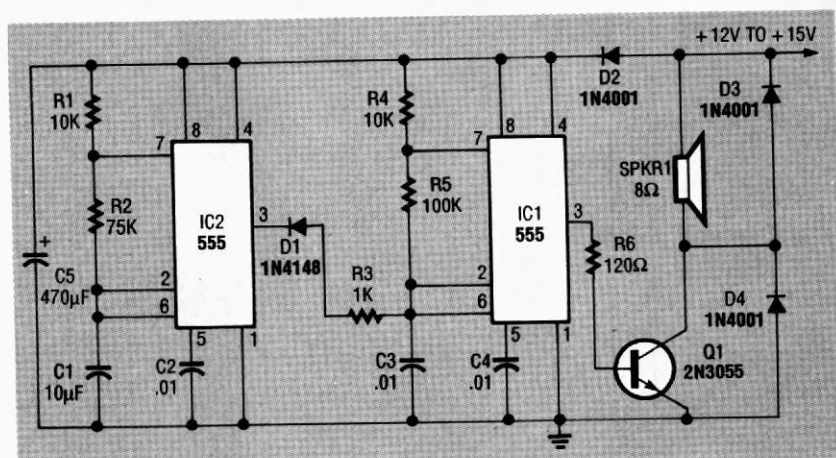 +12V TO +15V
D2
1N4001
D3
1N4001
R1
10K
R4
10K
8
4
8
4
7
7
SPKR1
8Ω
R2
75K
IC2
555
3
D1
1N4148
R5
100K
IC1
555
3
R6
120Ω
+
C5
470µF
R3
1K
2
6
2
6
D4
1N4001
5
1
5
1
C1
10µF
C2
.01
C3
.01
C4
.01
Q1
2N3055